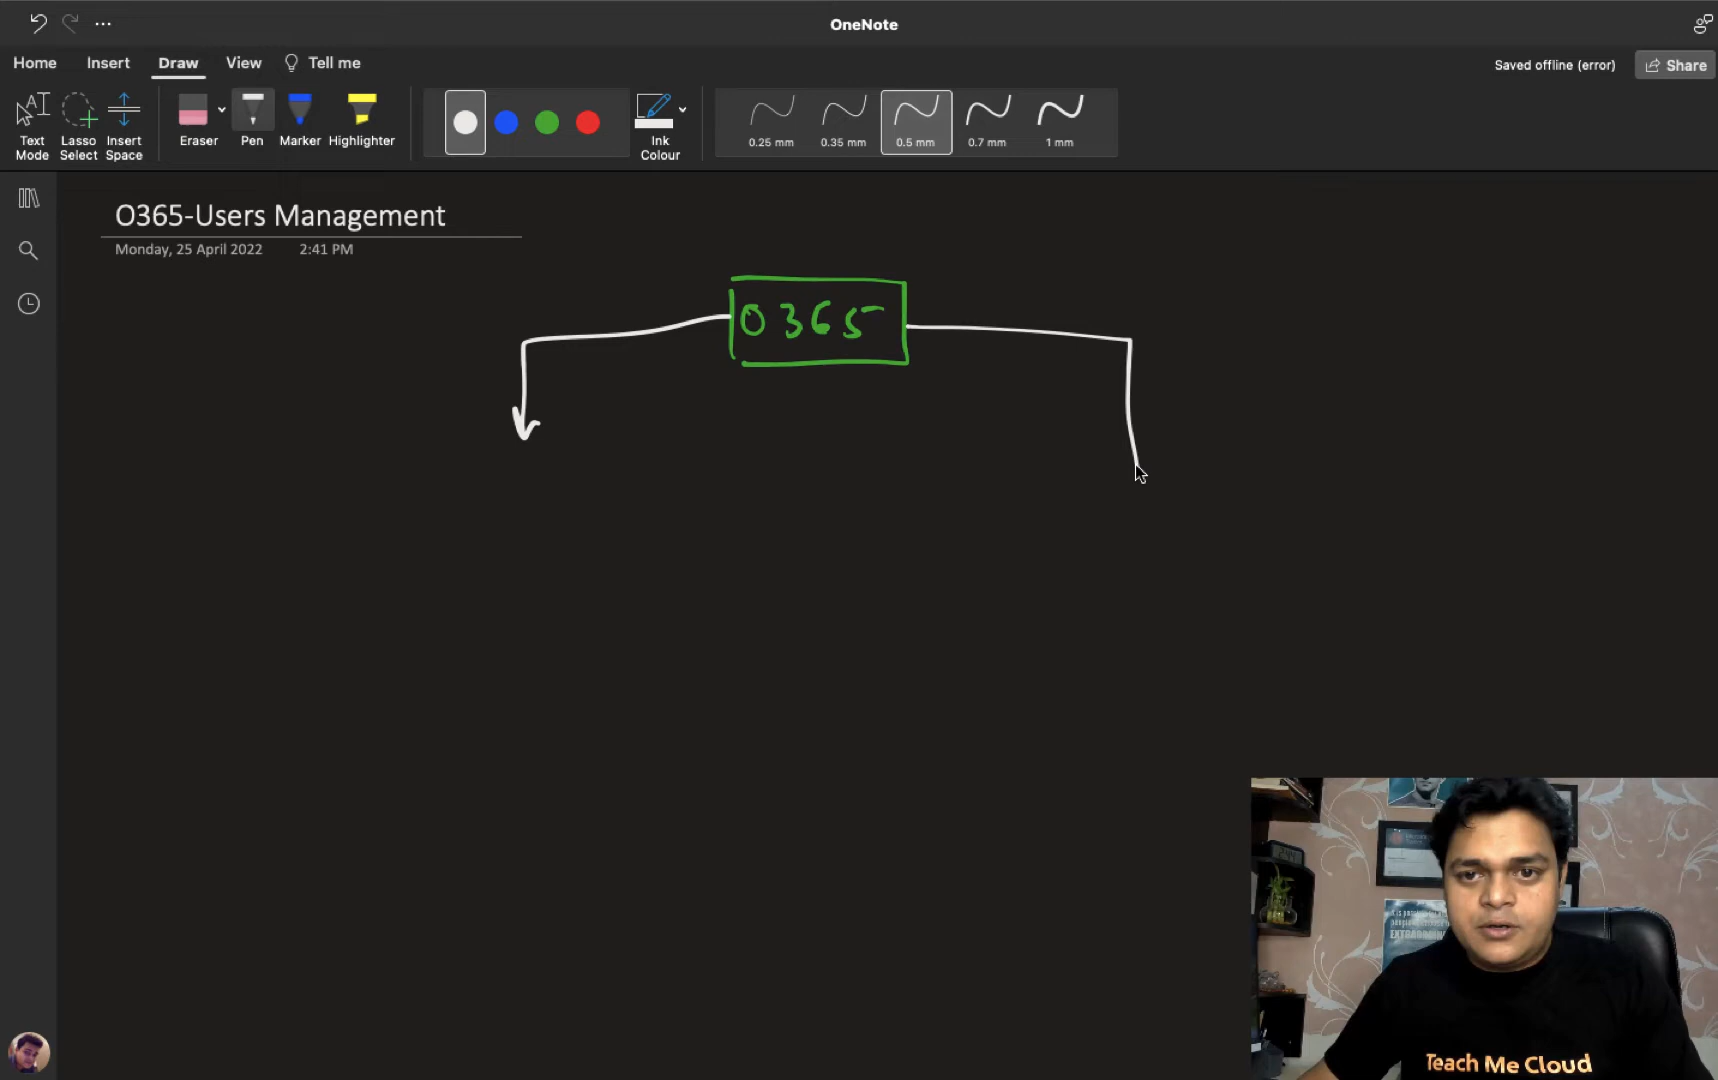 OneNote
Home Insert Draw View Tell me
Saved offline (error) Share
Text Mode
Lasso Select
Insert Space
Eraser
Pen
Marker
Highlighter
Ink Colour
0.25 mm
0.35 mm
0.5 mm
0.7 mm
1 mm
O365-Users Management
Monday, 25 April 2022 2:41 PM
O365
Teach Me Cloud